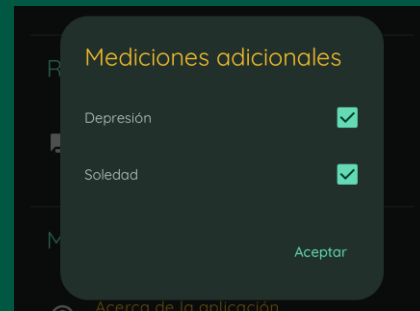 Mediciones adicionales
R
Depresión
Soledad
M
Aceptar
Acerca de la aplicación